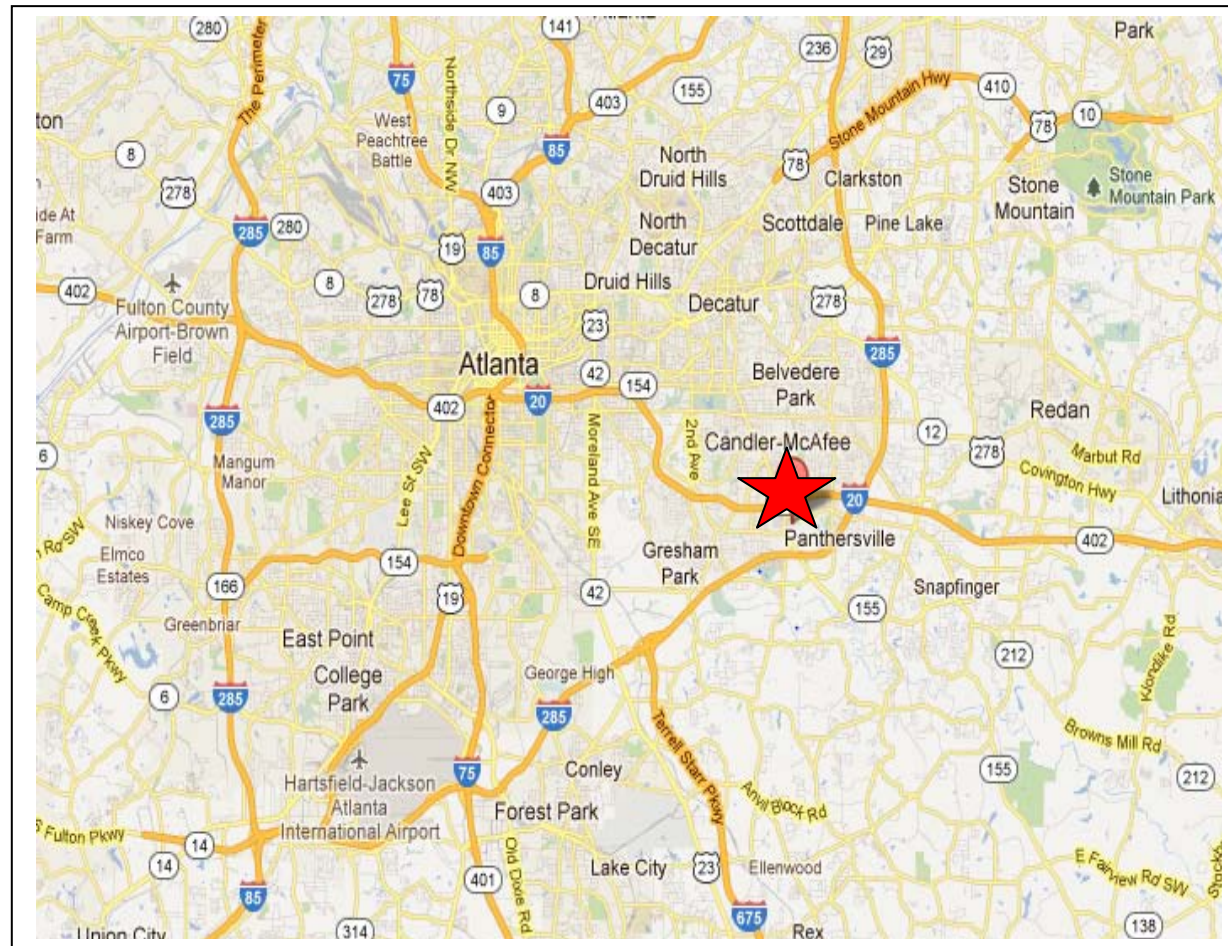 280
141
236
29
Park
The Perimeter
75
Northside Dr NW
9
403
155
Stone Mountain Hwy
410
10
78
ton
West
Peachtree
Battle
85
8
278
403
North
Druid Hills
78
Clarkston
Stone
Mountain
Stone
Mountain Park
ide At
Farm
285
280
19
85
North
Decatur
Scottdale
Pine Lake
402
Fulton County
Airport-Brown
Field
8
278
78
8
Druid Hills
Decatur
278
23
Atlanta
285
42
154
Belvedere
Park
402
20
285
Redan
6
Mangum
Manor
Lee St SW
Downtown Connector
Moreland Ave SE
2nd Ave
Candler-McAfee
12
278
Marbut Rd
Covington Hwy
Lithonia
20
Niskey Cove
Panthersville
402
Rd SW
Elmco
Estates
154
Gresham
Park
166
19
42
155
Snapfinger
Camp Creek Pkwy
Greenbriar
East Point
212
Klondike Rd
College
Park
George High
6
285
285
Terrell Starr Pkwy
Browns Mill Rd
75
Conley
155
212
Hartsfield-Jackson
Atlanta
International Airport
Forest Park
Anvil Block Rd
S Fulton Pkwy
14
14
Old Dixie Rd
Lake City
23
Ellenwood
E Fairview Rd SW
401
85
675
138
314
Union City
Rex